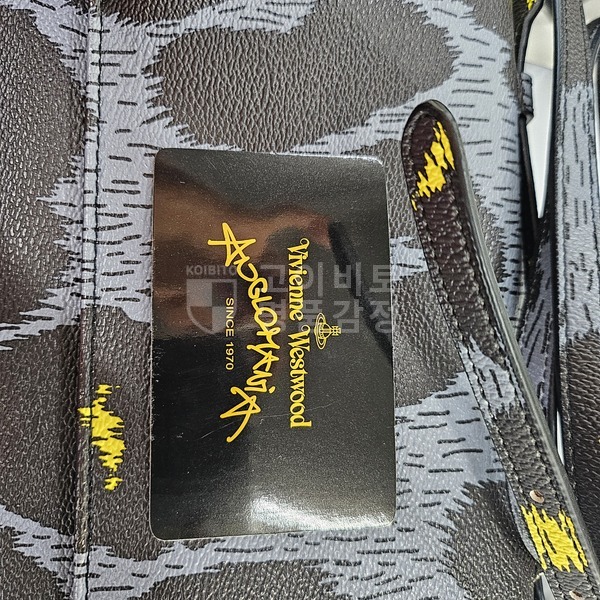 Vivienne Westwood
ANGLOMANIA
SINCE 1970
KOIBITO
고이비토
명품감정